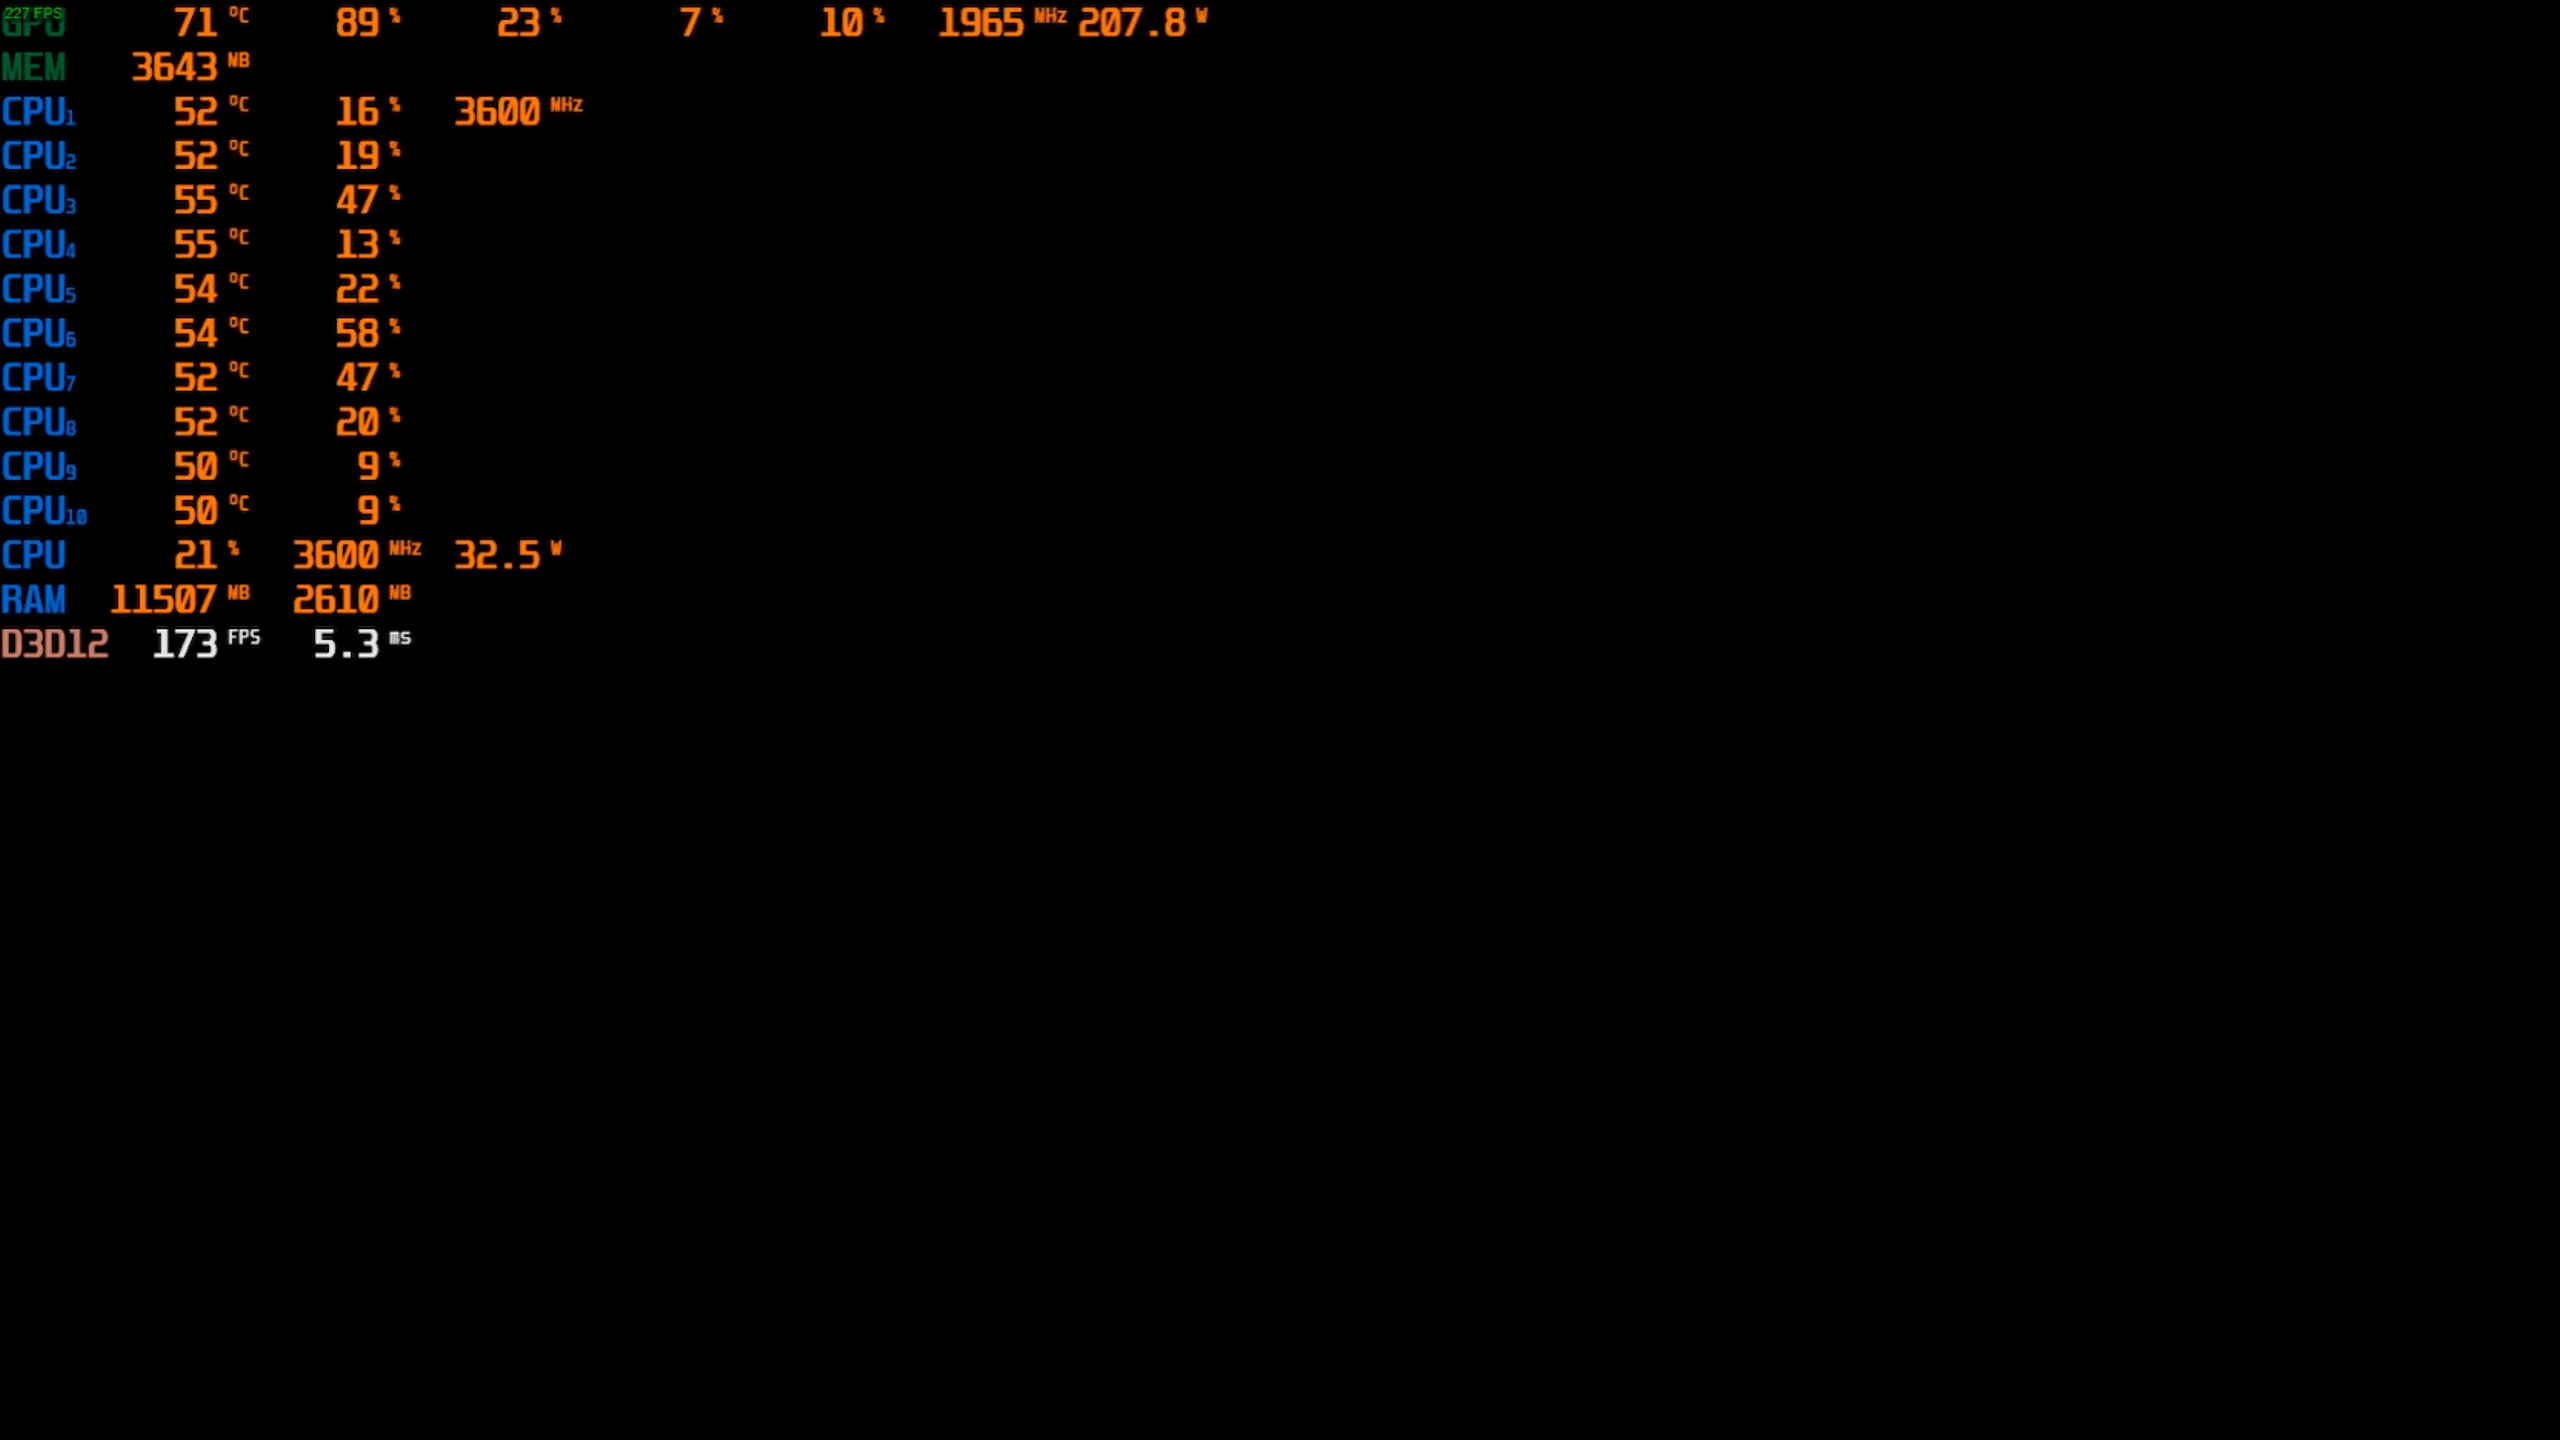 227 FPS
GPU 71 °C 89 % 23 % 7 % 10 % 1965 MHz 207.8 W
MEM 3643 MB
CPU1 52 °C 16 % 3600 MHz
CPU2 52 °C 19 %
CPU3 55 °C 47 %
CPU4 55 °C 13 %
CPU5 54 °C 22 %
CPU6 54 °C 58 %
CPU7 52 °C 47 %
CPU8 52 °C 20 %
CPU9 50 °C 9 %
CPU10 50 °C 9 %
CPU 21 % 3600 MHz 32.5 W
RAM 11507 MB 2610 MB
D3D12 173 FPS 5.3 ms